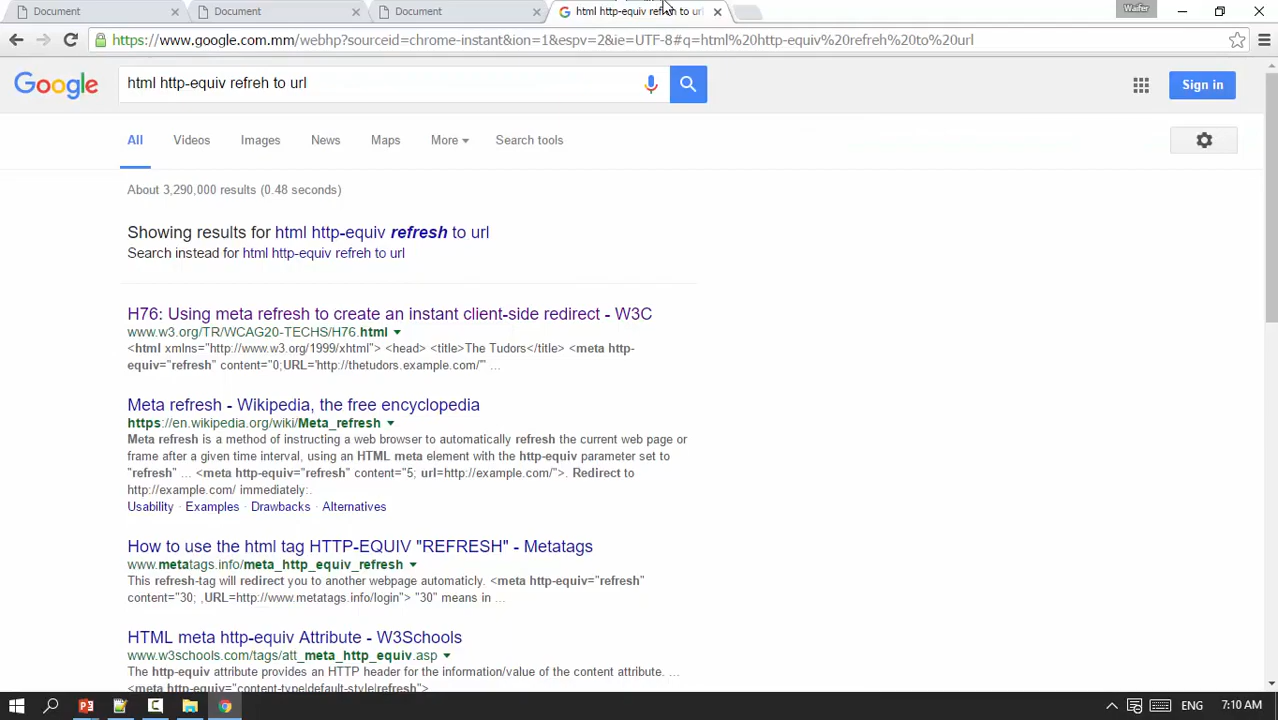 Document
Document
Document
html http-equiv refreh to url
Waifer
https://www.google.com.mm/webhp?sourceid=chrome-instant&ion=1&espv=2&ie=UTF-8#q=html%20http-equiv%20refreh%20to%20url
Google
html http-equiv refreh to url
Sign in
All
Videos
Images
News
Maps
More
Search tools
About 3,290,000 results (0.48 seconds)
Showing results for html http-equiv refresh to url
Search instead for html http-equiv refreh to url
H76: Using meta refresh to create an instant client-side redirect - W3C
www.w3.org/TR/WCAG20-TECHS/H76.html
<html xmlns="http://www.w3.org/1999/xhtml"> <head> <title>The Tudors</title> <meta http-
equiv="refresh" content="0;URL='http://thetudors.example.com/'" ...
Meta refresh - Wikipedia, the free encyclopedia
https://en.wikipedia.org/wiki/Meta_refresh
Meta refresh is a method of instructing a web browser to automatically refresh the current web page or
frame after a given time interval, using an HTML meta element with the http-equiv parameter set to
"refresh" ... <meta http-equiv="refresh" content="5; url=http://example.com/">. Redirect to
http://example.com/ immediately:.
Usability · Examples · Drawbacks · Alternatives
How to use the html tag HTTP-EQUIV "REFRESH" - Metatags
www.metatags.info/meta_http_equiv_refresh
This refresh-tag will redirect you to another webpage automaticly. <meta http-equiv="refresh"
content="30; ,URL=http://www.metatags.info/login"> "30" means in ...
HTML meta http-equiv Attribute - W3Schools
www.w3schools.com/tags/att_meta_http_equiv.asp
The http-equiv attribute provides an HTTP header for the information/value of the content attribute. ...
<meta http-equiv="content-type|default-style|refresh">
ENG
7:10 AM